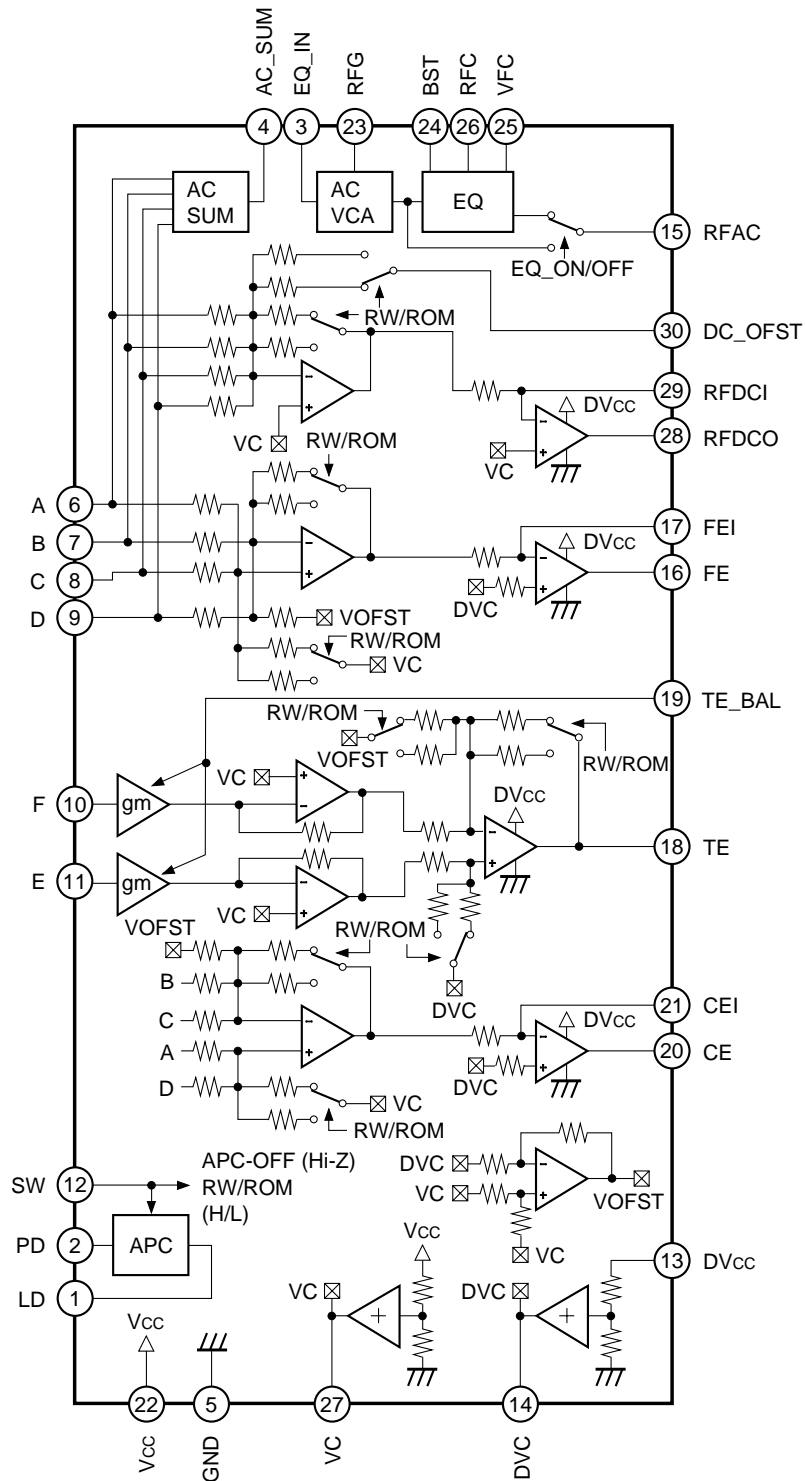 AC_SUM
EQ_IN
RFG
BST
RFC
VFC
4
3
23
24
26
25
AC
SUM
AC
VCA
EQ
15
RFAC
EQ_ON/OFF
RW/ROM
30
DC_OFST
29
RFDCI
DVCC
VC
VC
28
RFDCO
RW/ROM
A
6
B
7
C
8
D
9
17
FEI
DVCC
16
FE
DVC
VOFST
RW/ROM
VC
19
TE_BAL
RW/ROM
VOFST
RW/ROM
VC
DVCC
F
10
gm
18
TE
E
11
gm
VC
VOFST
RW/ROM
DVC
B
C
A
D
21
CEI
DVCC
20
CE
DVC
VC
RW/ROM
SW
12
APC-OFF (Hi-Z)
RW/ROM
(H/L)
DVC
VC
VOFST
VC
PD
2
APC
LD
1
VCC
VC
DVC
13
DVCC
VCC
22
5
27
14
VCC
GND
VC
DVC